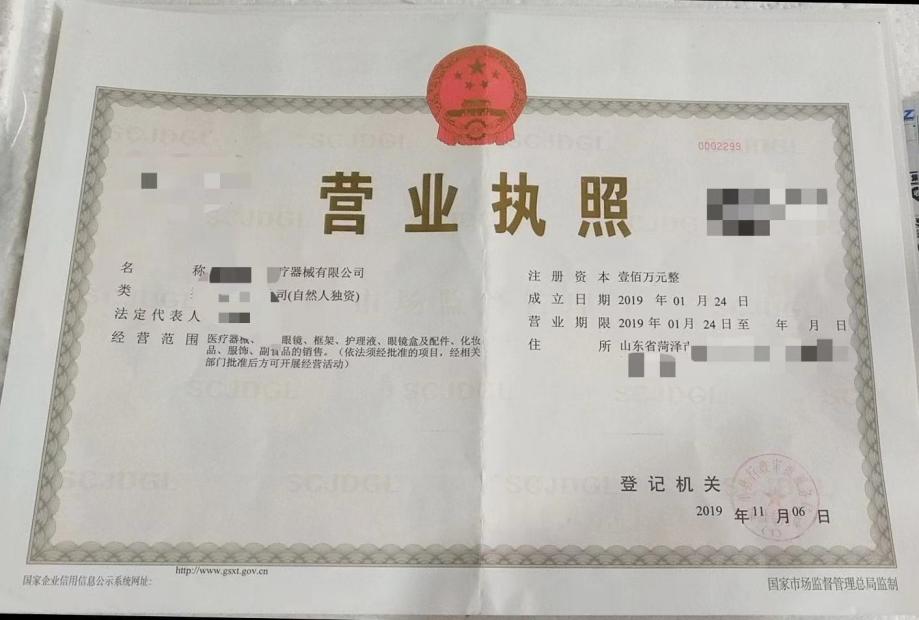 0002299
营业执照
名 称 疗器械有限公司
类 司(自然人独资)
法定代表人
经营范围 医疗器械、 眼镜、框架、护理液、眼镜盒及配件、化妆
品、服饰、副食品的销售。（依法须经批准的项目，经相关
部门批准后方可开展经营活动）
注册资本 壹佰万元整
成立日期 2019 年 01 月 24 日
营业期限 2019 年 01 月 24 日至 年 月 日
住 所 山东省菏泽市
登记机关
2019 年 11 月 06 日
国家企业信用信息公示系统网址: http://www.gsxt.gov.cn
国家市场监督管理总局监制